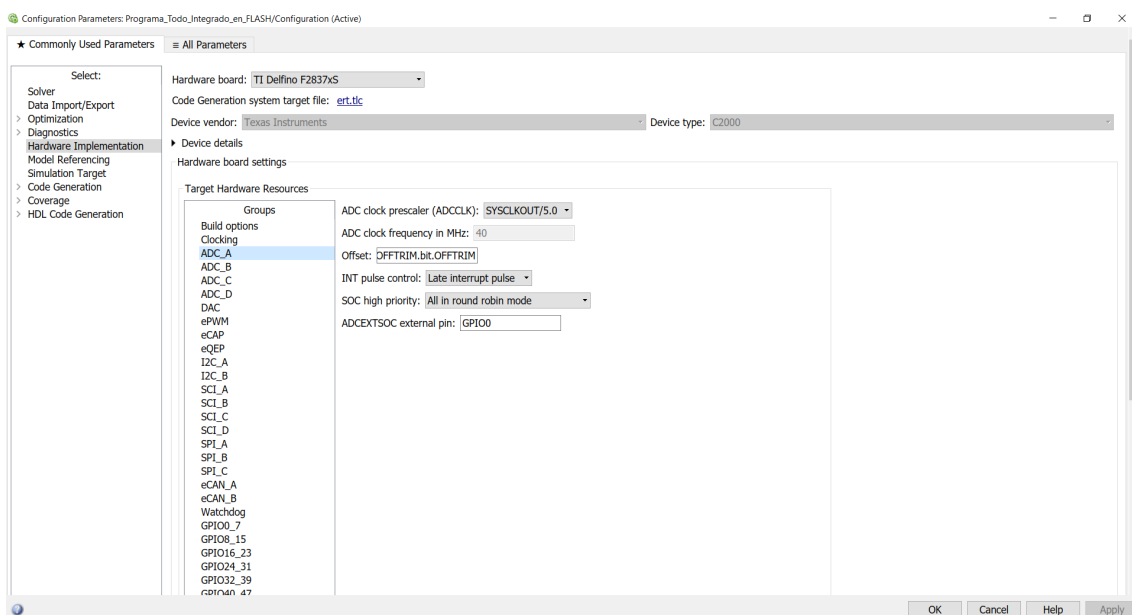 Configuration Parameters: Programa_Todo_Integrado_en_FLASH/Configuration (Active)
★ Commonly Used Parameters
≡ All Parameters
Select:
Solver
Data Import/Export
> Optimization
> Diagnostics
Hardware Implementation
Model Referencing
Simulation Target
> Code Generation
> Coverage
> HDL Code Generation
Hardware board: TI Delfino F2837xS
Code Generation system target file: ert.tlc
Device vendor: Texas Instruments Device type: C2000
Device details
Hardware board settings
Target Hardware Resources
Groups
Build options
Clocking
ADC_A
ADC_B
ADC_C
ADC_D
DAC
ePWM
eCAP
eQEP
I2C_A
I2C_B
SCI_A
SCI_B
SCI_C
SCI_D
SPI_A
SPI_B
SPI_C
eCAN_A
eCAN_B
Watchdog
GPIO0_7
GPIO8_15
GPIO16_23
GPIO24_31
GPIO32_39
GPIO40_47
ADC clock prescaler (ADCCLK): SYSCLKOUT/5.0
ADC clock frequency in MHz: 40
Offset: OFFTRIM.bit.OFFTRIM
INT pulse control: Late interrupt pulse
SOC high priority: All in round robin mode
ADCEXTSOC external pin: GPIO0
OK Cancel Help Apply